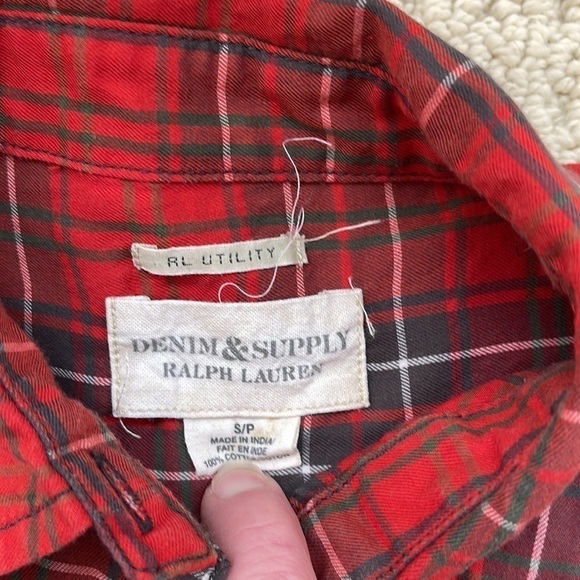 RL UTILITY
DENIM & SUPPLY
RALPH LAUREN
S/P
MADE IN INDIA
FAIT EN INDE
100% COTTON